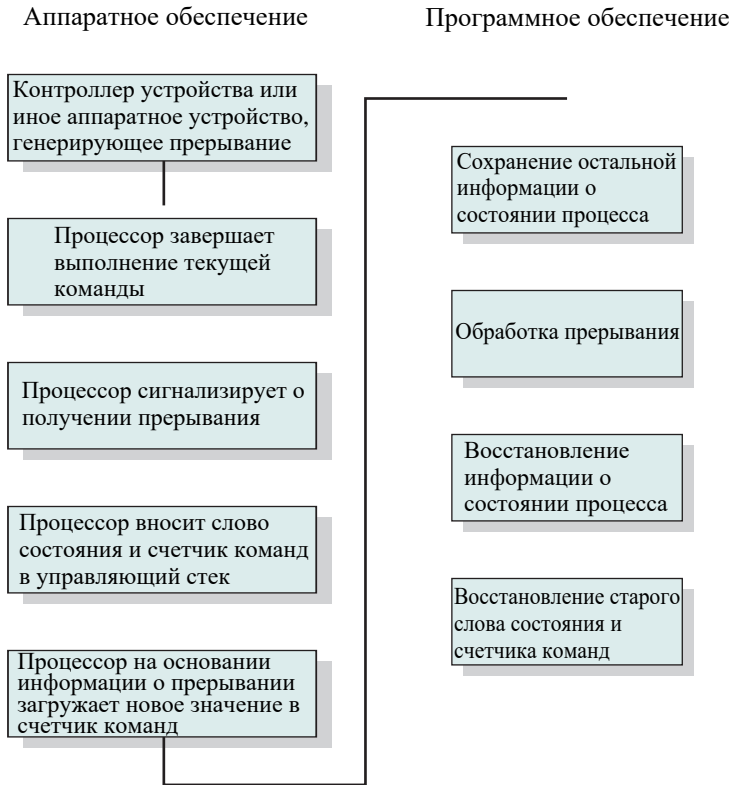 Аппаратное обеспечение
Программное обеспечение
Контроллер устройства или
иное аппаратное устройство,
генерирующее прерывание
Процессор завершает
выполнение текущей
команды
Процессор сигнализирует о
получении прерывания
Процессор вносит слово
состояния и счетчик команд
в управляющий стек
Процессор на основании
информации о прерывании
загружает новое значение в
счетчик команд
Сохранение остальной
информации о
состоянии процесса
Обработка прерывания
Восстановление
информации о
состоянии процесса
Восстановление старого
слова состояния и
счетчика команд